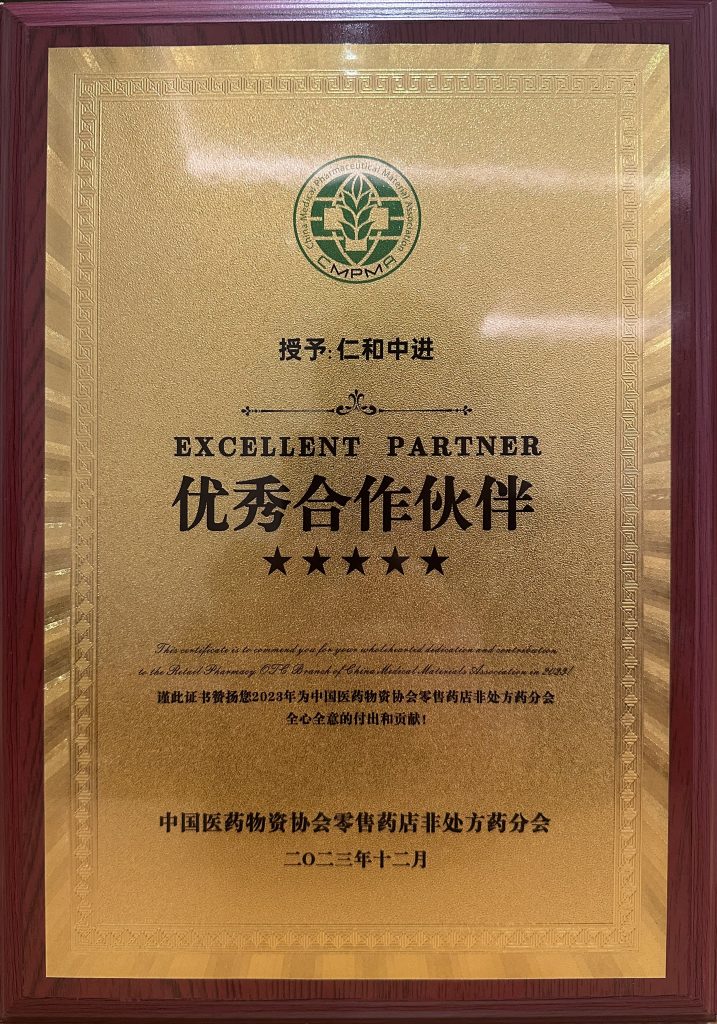 China Medical Pharmaceutical Material Association
CMPMA
授予:仁和中进
EXCELLENT PARTNER
优秀合作伙伴
★★★★★
This certificate is to commend you for your wholehearted dedication and contribution
to the Retail Pharmacy OTC Branch of China Medical Materials Association in 2023!
谨此证书赞扬您2023年为中国医药物资协会零售药店非处方药分会
全心全意的付出和贡献!
中国医药物资协会零售药店非处方药分会
二〇二三年十二月